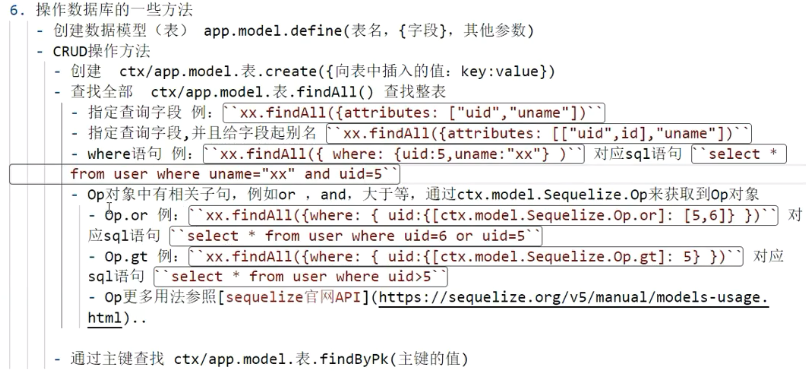 6. 操作数据库的一些方法
- 创建数据模型（表） app.model.define(表名，{字段}，其他参数)
- CRUD操作方法
- 创建 ctx/app.model.表.create({向表中插入的值：key:value})
- 查找全部 ctx/app.model.表.findAll() 查找整表
- 指定查询字段 例：``xx.findAll({attributes: ["uid","uname"])``
- 指定查询字段,并且给字段起别名 ``xx.findAll({attributes: [["uid",id],"uname"])``
- where语句 例：``xx.findAll({ where: {uid:5,uname:"xx"} )`` 对应sql语句 ``select *
from user where uname="xx" and uid=5``
- Op对象中有相关子句，例如or ，and，大于等，通过ctx.model.Sequelize.Op来获取到Op对象
- Op.or 例：``xx.findAll({where: { uid:{[ctx.model.Sequelize.Op.or]: [5,6]} })`` 对
应sql语句 ``select * from user where uid=6 or uid=5``
- Op.gt 例：``xx.findAll({where: { uid:{[ctx.model.Sequelize.Op.gt]: 5} })`` 对应
sql语句 ``select * from user where uid>5``
- Op更多用法参照[sequelize官网API](https://sequelize.org/v5/manual/models-usage.
html)..
- 通过主键查找 ctx/app.model.表.findByPk(主键的值)